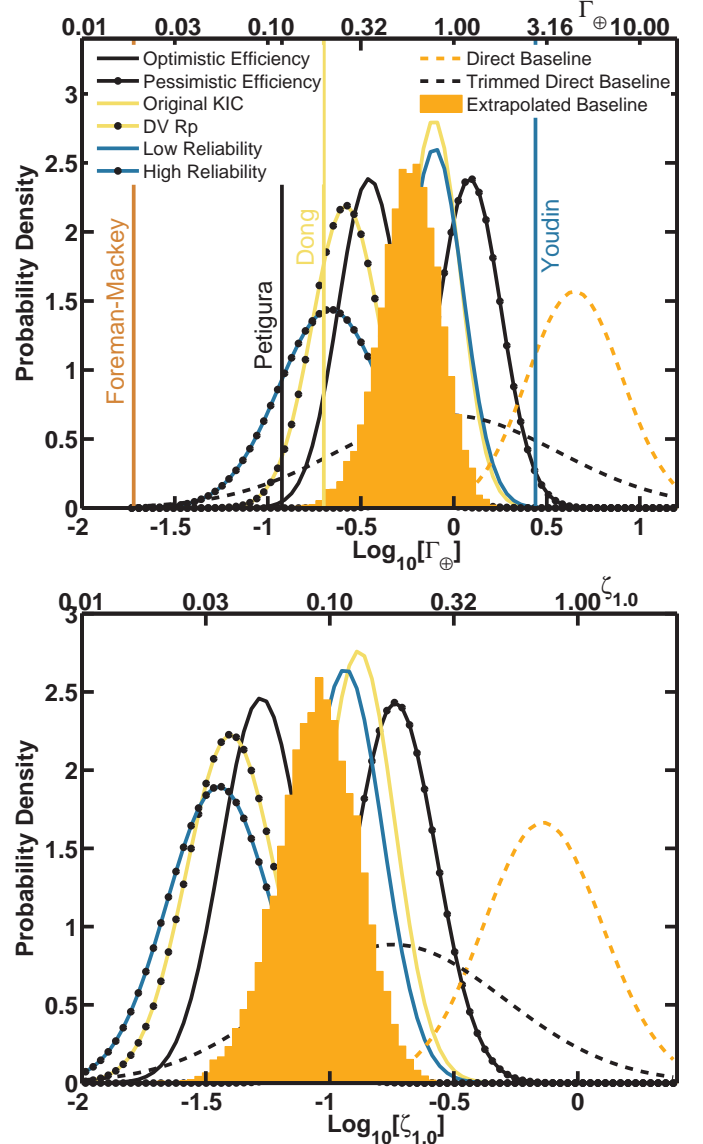 0.01 0.03 0.10 0.32 1.00 3.16 Γ⊕ 10.00
3.5
3
2.5
2
1.5
1
0.5
0
Probability Density
Optimistic Efficiency
Pessimistic Efficiency
Original KIC
DV Rp
Low Reliability
High Reliability
Direct Baseline
Trimmed Direct Baseline
Extrapolated Baseline
Foreman-Mackey
Petigura
Dong
Youdin
-2 -1.5 -1 -0.5 0 0.5 1
Log10[Γ⊕]
0.01 0.03 0.10 0.32 1.00 ζ1.0
3
2.5
2
1.5
1
0.5
0
Probability Density
-2 -1.5 -1 -0.5 0
Log10[ζ1.0]